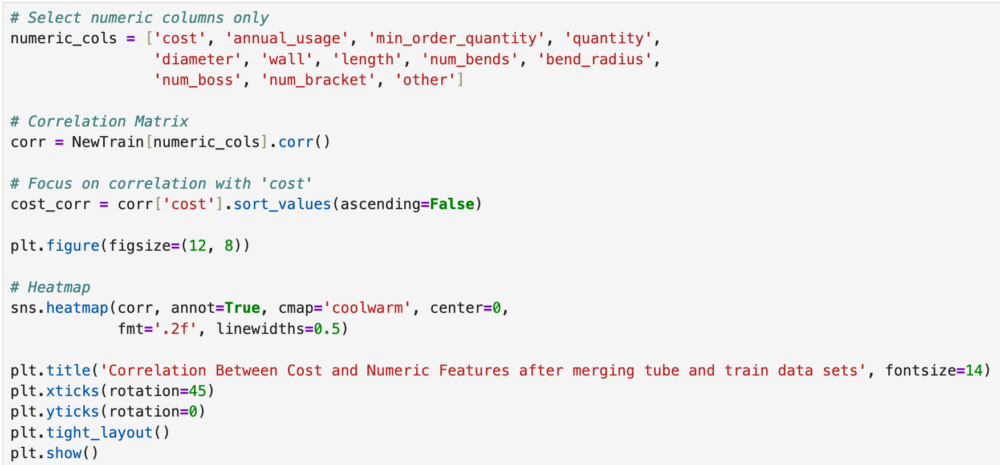 # Select numeric columns only
numeric_cols = ['cost', 'annual_usage', 'min_order_quantity', 'quantity',
                'diameter', 'wall', 'length', 'num_bends', 'bend_radius',
                'num_boss', 'num_bracket', 'other']
# Correlation Matrix
corr = NewTrain[numeric_cols].corr()
# Focus on correlation with 'cost'
cost_corr = corr['cost'].sort_values(ascending=False)
plt.figure(figsize=(12, 8))
# Heatmap
sns.heatmap(corr, annot=True, cmap='coolwarm', center=0,
            fmt='.2f', linewidths=0.5)
plt.title('Correlation Between Cost and Numeric Features after merging tube and train data sets', fontsize=14)
plt.xticks(rotation=45)
plt.yticks(rotation=0)
plt.tight_layout()
plt.show()